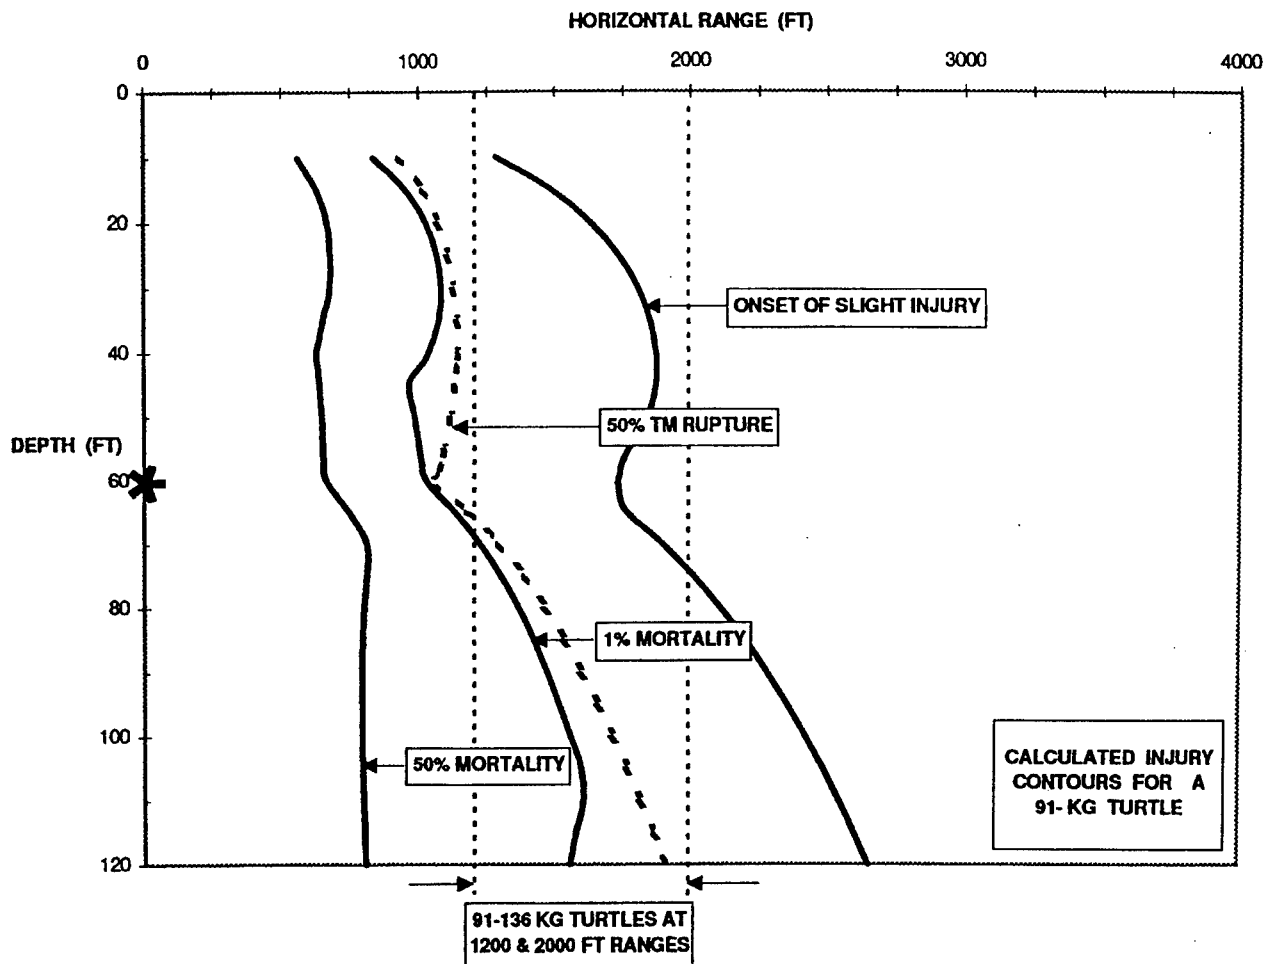 HORIZONTAL RANGE (FT)
0 1000 2000 3000 4000
0
20
ONSET OF SLIGHT INJURY
40
50% TM RUPTURE
DEPTH (FT)
60
80
1% MORTALITY
100
50% MORTALITY
CALCULATED INJURY
CONTOURS FOR A
91-KG TURTLE
120
91-136 KG TURTLES AT
1200 & 2000 FT RANGES